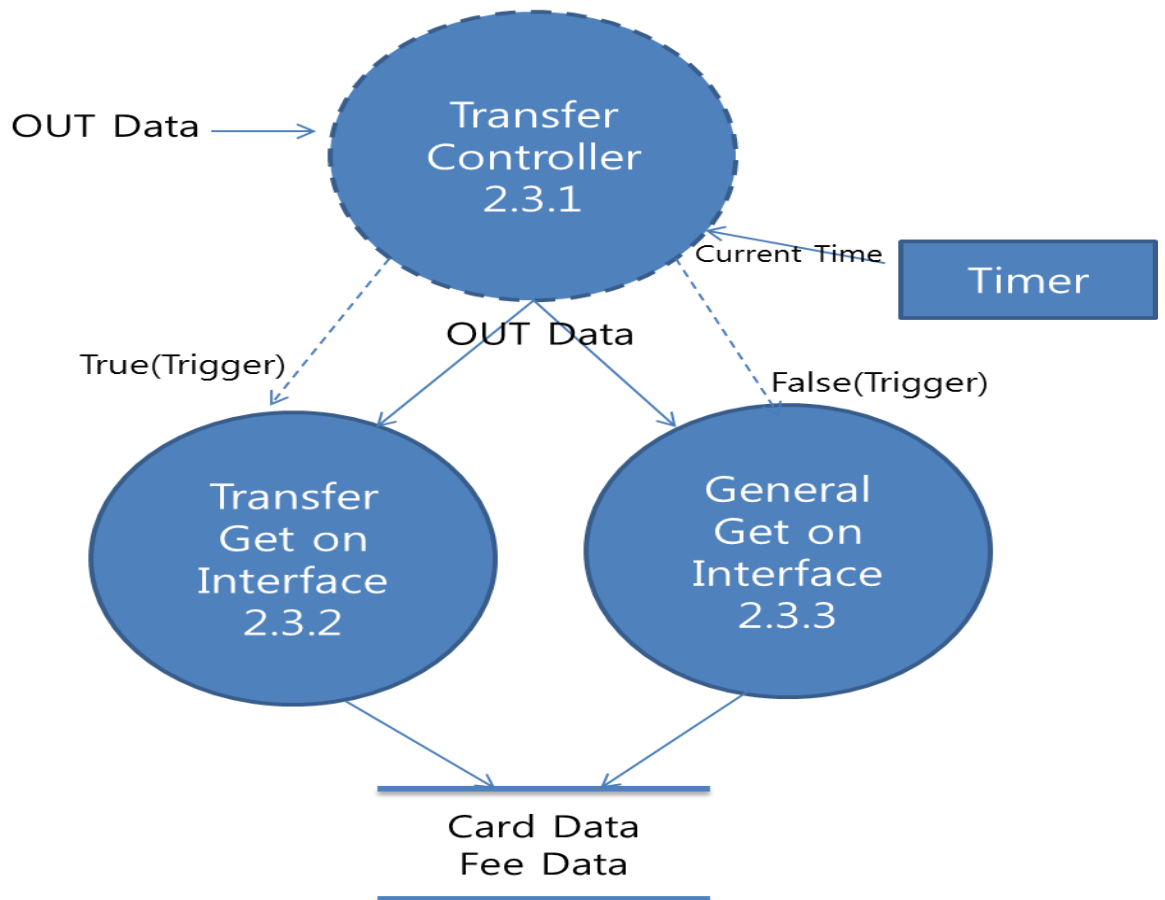 Transfer
Controller
2.3.1
OUT Data
Current Time
Timer
OUT Data
True(Trigger)
False(Trigger)
Transfer
Get on
Interface
2.3.2
General
Get on
Interface
2.3.3
Card Data
Fee Data